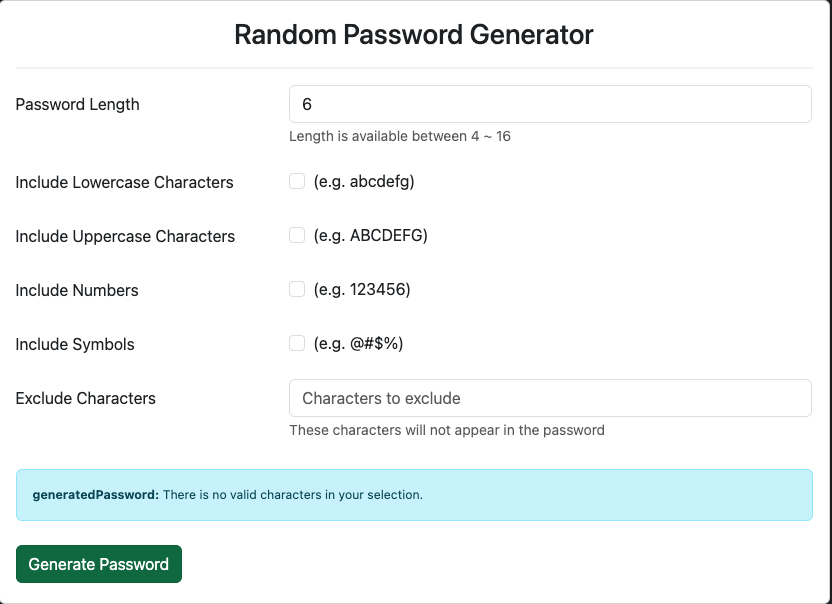 Random Password Generator
Password Length
6
Length is available between 4 ~ 16
Include Lowercase Characters
(e.g. abcdefg)
Include Uppercase Characters
(e.g. ABCDEFG)
Include Numbers
(e.g. 123456)
Include Symbols
(e.g. @#$%)
Exclude Characters
Characters to exclude
These characters will not appear in the password
generatedPassword: There is no valid characters in your selection.
Generate Password